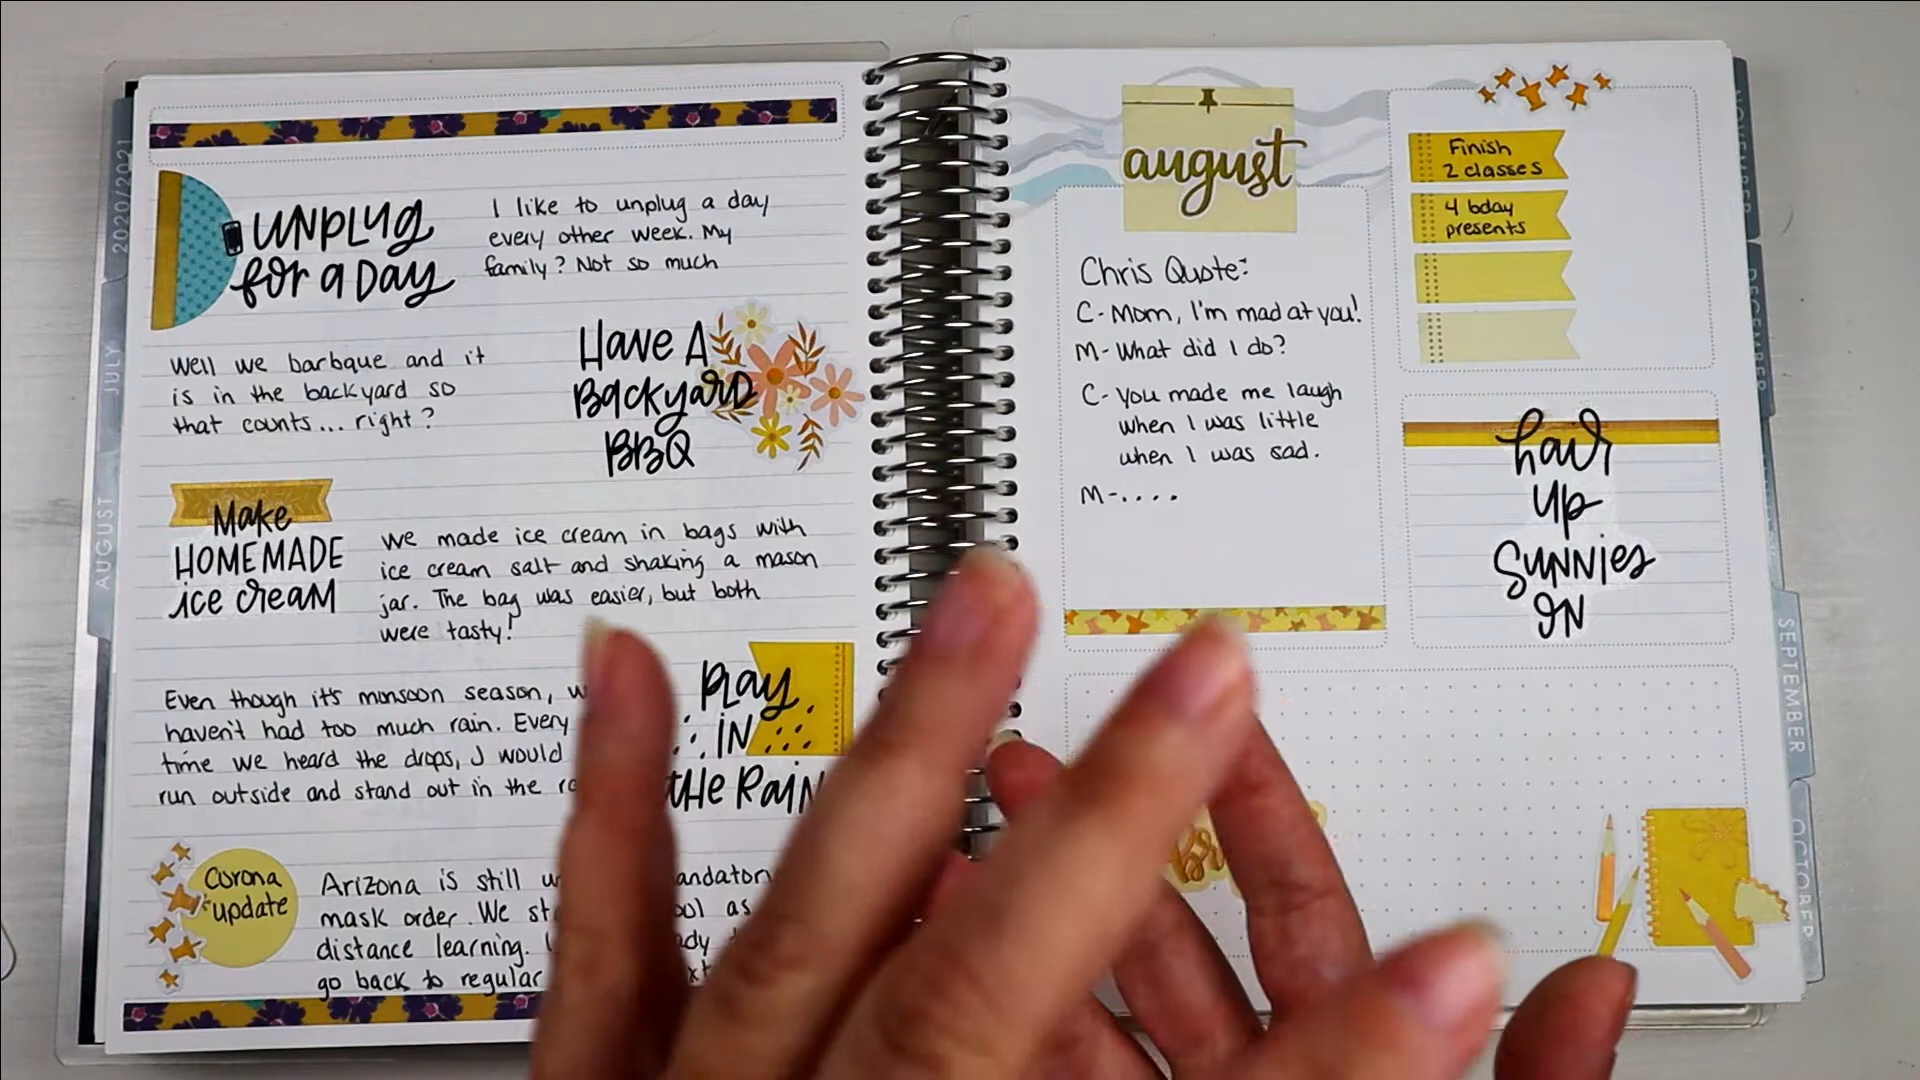 2020/2021
JULY
AUGUST
UNPLUG
for a Day
I like to unplug a day
every other week. My
family? Not so much
Well we barbque and it
is in the backyard so
that counts... right?
Have A
Backyard
BBQ
Make
HOMEMADE
ice cream
We made ice cream in bags with
ice cream salt and shaking a mason
jar. The bag was easier, but both
were tasty!
Even though it's monsoon season,
haven't had too much rain. Every
time we heard the drops, J would
run outside and stand out in the
Play
IN
tHe RaiN
Corona
update
Arizona is still
mask order. We as
distance learning.
go back to regular
august
Chris Quote:
C- Mom, I'm mad at you!
M- What did I do?
C- You made me laugh
when I was little
when I was sad.
M-....
Finish
2 classes
4 bday
presents
hair
up
Sunnies
ON
NOVEMBER
DECEMBER
SEPTEMBER
OCTOBER